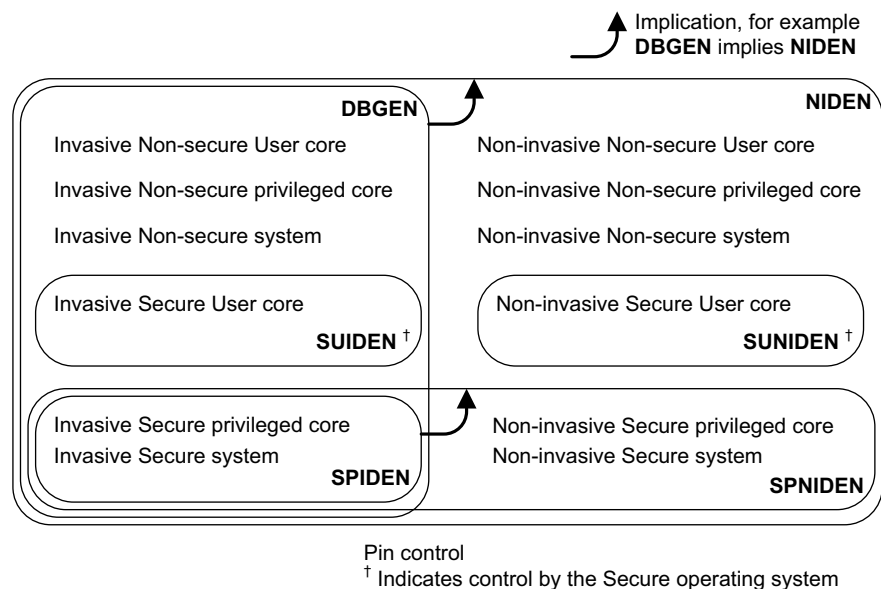 Implication, for example
DBGEN implies NIDEN
DBGEN
NIDEN
Invasive Non-secure User core
Non-invasive Non-secure User core
Invasive Non-secure privileged core
Non-invasive Non-secure privileged core
Invasive Non-secure system
Non-invasive Non-secure system
Invasive Secure User core
Non-invasive Secure User core
SUIDEN †
SUNIDEN †
Invasive Secure privileged core
Non-invasive Secure privileged core
Invasive Secure system
Non-invasive Secure system
SPIDEN
SPNIDEN
Pin control
† Indicates control by the Secure operating system